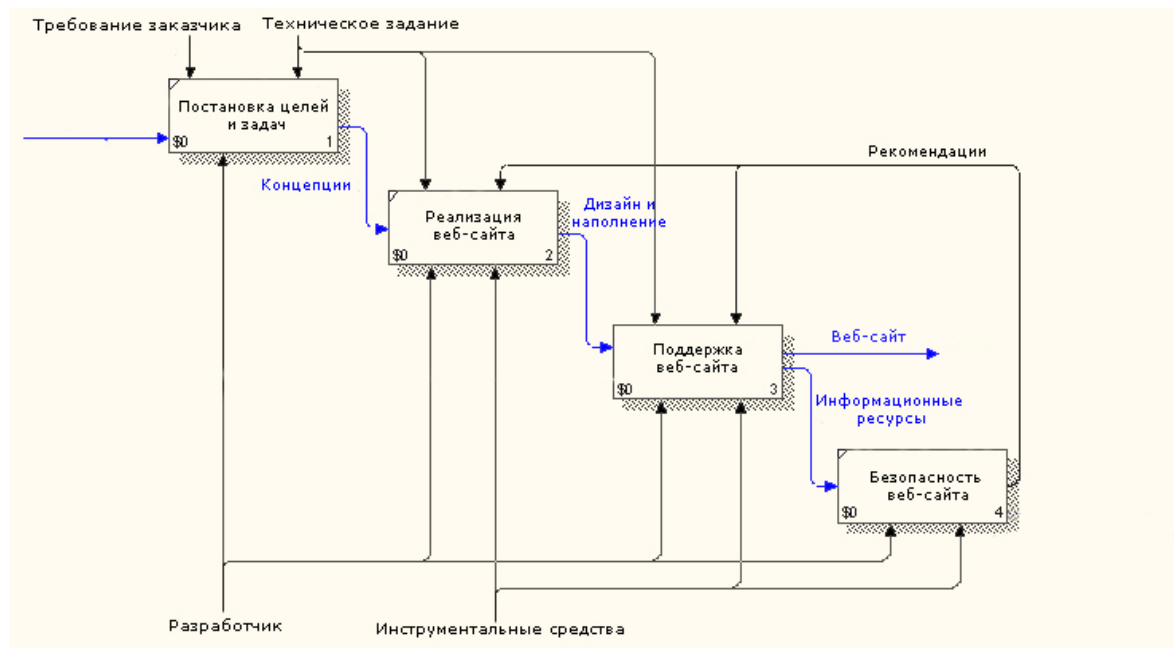 Требование заказчика
Техническое задание
Постановка целей
и задач
$0
1
Концепции
Рекомендации
Реализация
веб-сайта
$0
2
Дизайн и
наполнение
Поддержка
веб-сайта
$0
3
Веб-сайт
Информационные
ресурсы
Безопасность
веб-сайта
$0
4
Разработчик
Инструментальные средства